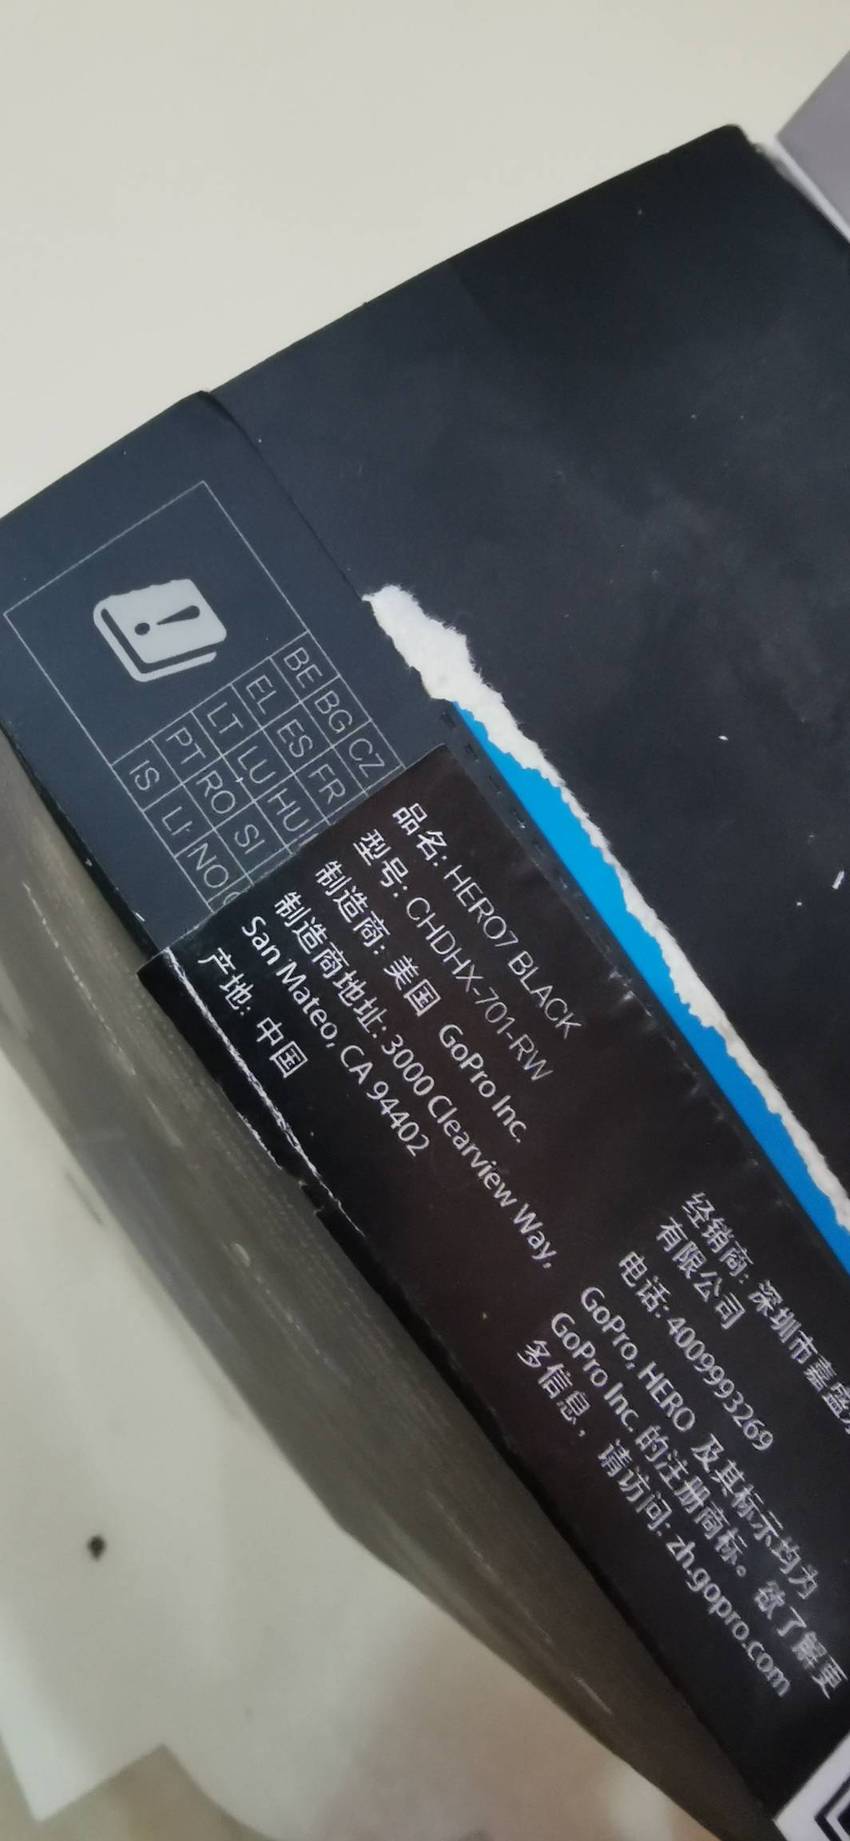 BE BG CZ
EL ES FR
LT LU HU
PT RO SI
IS LI NO
品名: HERO7 BLACK
型号: CHDHX-701-RW
制造商: 美国 GoPro Inc.
制造商地址: 3000 Clearview Way,
San Mateo, CA 94402
产地: 中国
经销商: 深圳市嘉盛
有限公司
电话: 4009993269
GoPro, HERO 及其标示均为
GoPro Inc. 的注册商标。欲了解更
多信息，请访问: zh.gopro.com